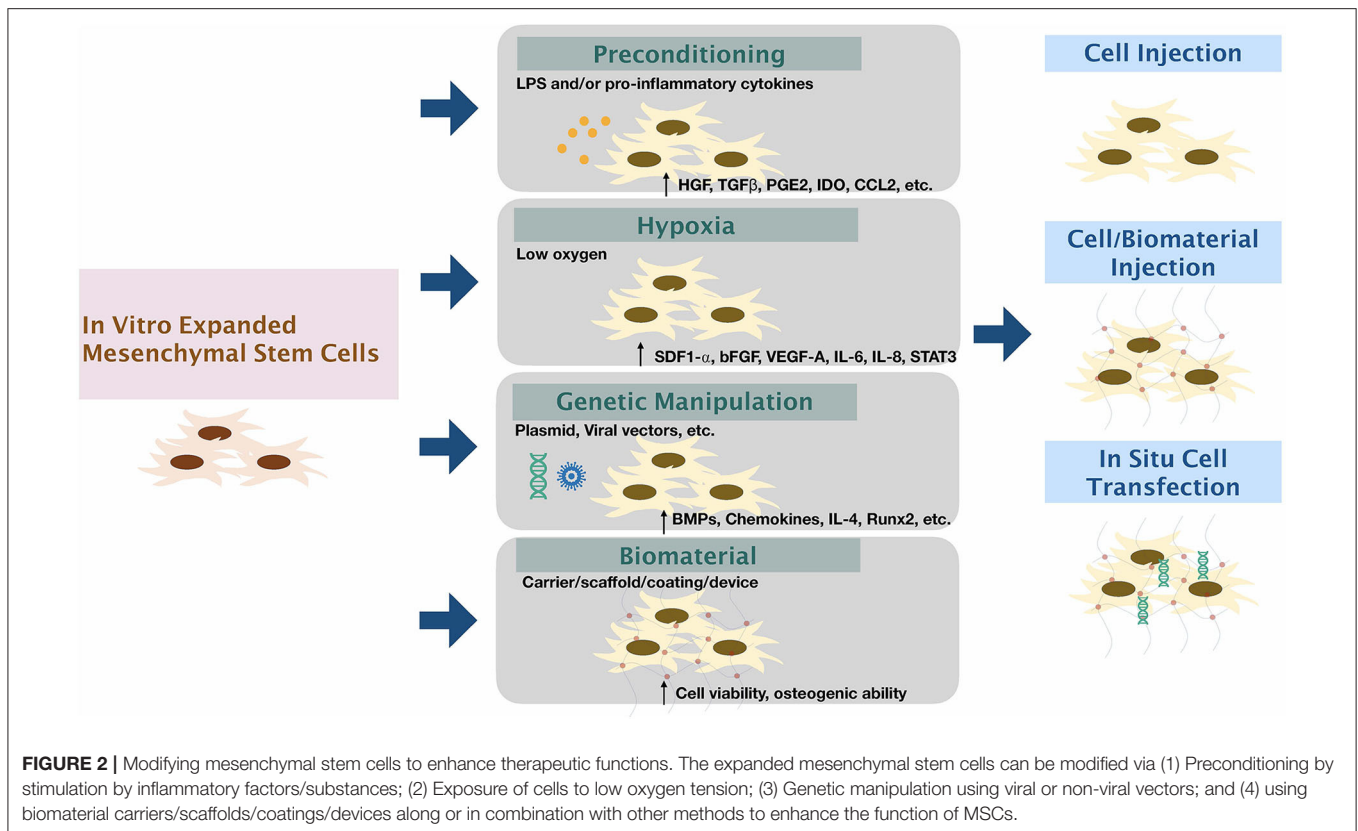 In Vitro Expanded
Mesenchymal Stem Cells
Preconditioning
LPS and/or pro-inflammatory cytokines
HGF, TGFβ, PGE2, IDO, CCL2, etc.
Hypoxia
Low oxygen
SDF1-α, bFGF, VEGF-A, IL-6, IL-8, STAT3
Genetic Manipulation
Plasmid, Viral vectors, etc.
BMPs, Chemokines, IL-4, Runx2, etc.
Biomaterial
Carrier/scaffold/coating/device
Cell viability, osteogenic ability
Cell Injection
Cell/Biomaterial
Injection
In Situ Cell
Transfection
FIGURE 2 | Modifying mesenchymal stem cells to enhance therapeutic functions. The expanded mesenchymal stem cells can be modified via (1) Preconditioning by
stimulation by inflammatory factors/substances; (2) Exposure of cells to low oxygen tension; (3) Genetic manipulation using viral or non-viral vectors; and (4) using
biomaterial carriers/scaffolds/coatings/devices along or in combination with other methods to enhance the function of MSCs.